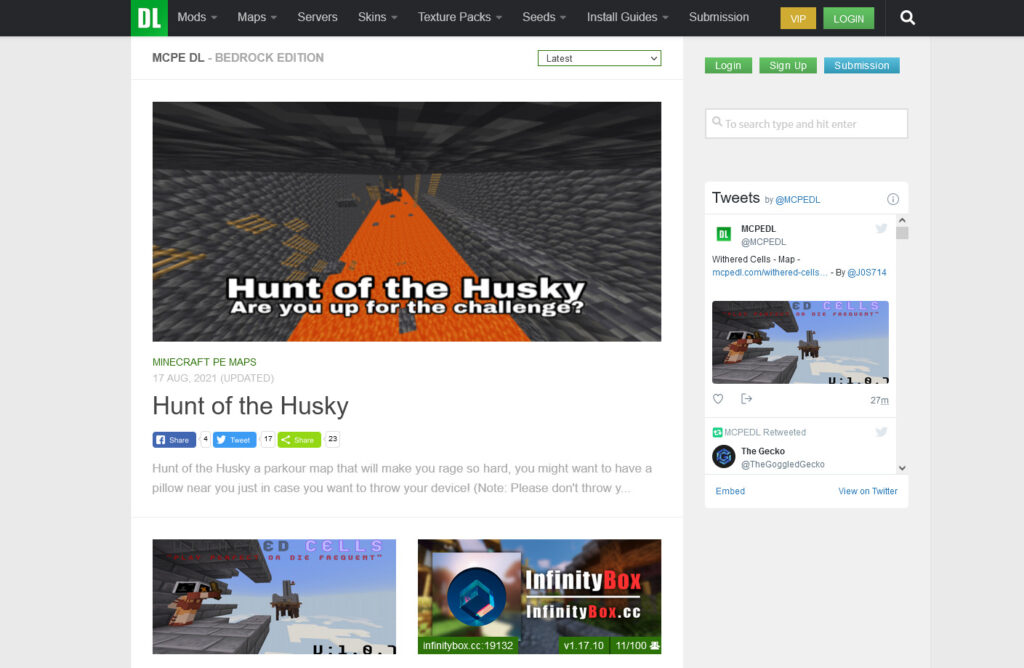 DL
Mods
Maps
Servers
Skins
Texture Packs
Seeds
Install Guides
Submission
VIP
LOGIN
MCPE DL - BEDROCK EDITION
Latest
Hunt of the Husky
Are you up for the challenge?
MINECRAFT PE MAPS
17 AUG, 2021 (UPDATED)
Hunt of the Husky
Share 4 Tweet 17 Share 23
Hunt of the Husky a parkour map that will make you rage so hard, you might want to have a
pillow near you just in case you want to throw your device! (Note: Please don't throw y...
CELLS
OR DIE FREQUENT"
V:1.0.7
InfinityBox
InfinityBox.cc
infinitybox.cc:19132
v1.17.10
11/100
Login
Sign Up
Submission
To search type and hit enter
Tweets by @MCPEDL
DL
MCPEDL
@MCPEDL
Withered Cells - Map -
mcpedl.com/withered-cells... - By @J0S714
CELLS
OR DIE FREQUENT"
V:1.0.7
27m
MCPEDL Retweeted
The Gecko
@TheGoggledGecko
Embed
View on Twitter